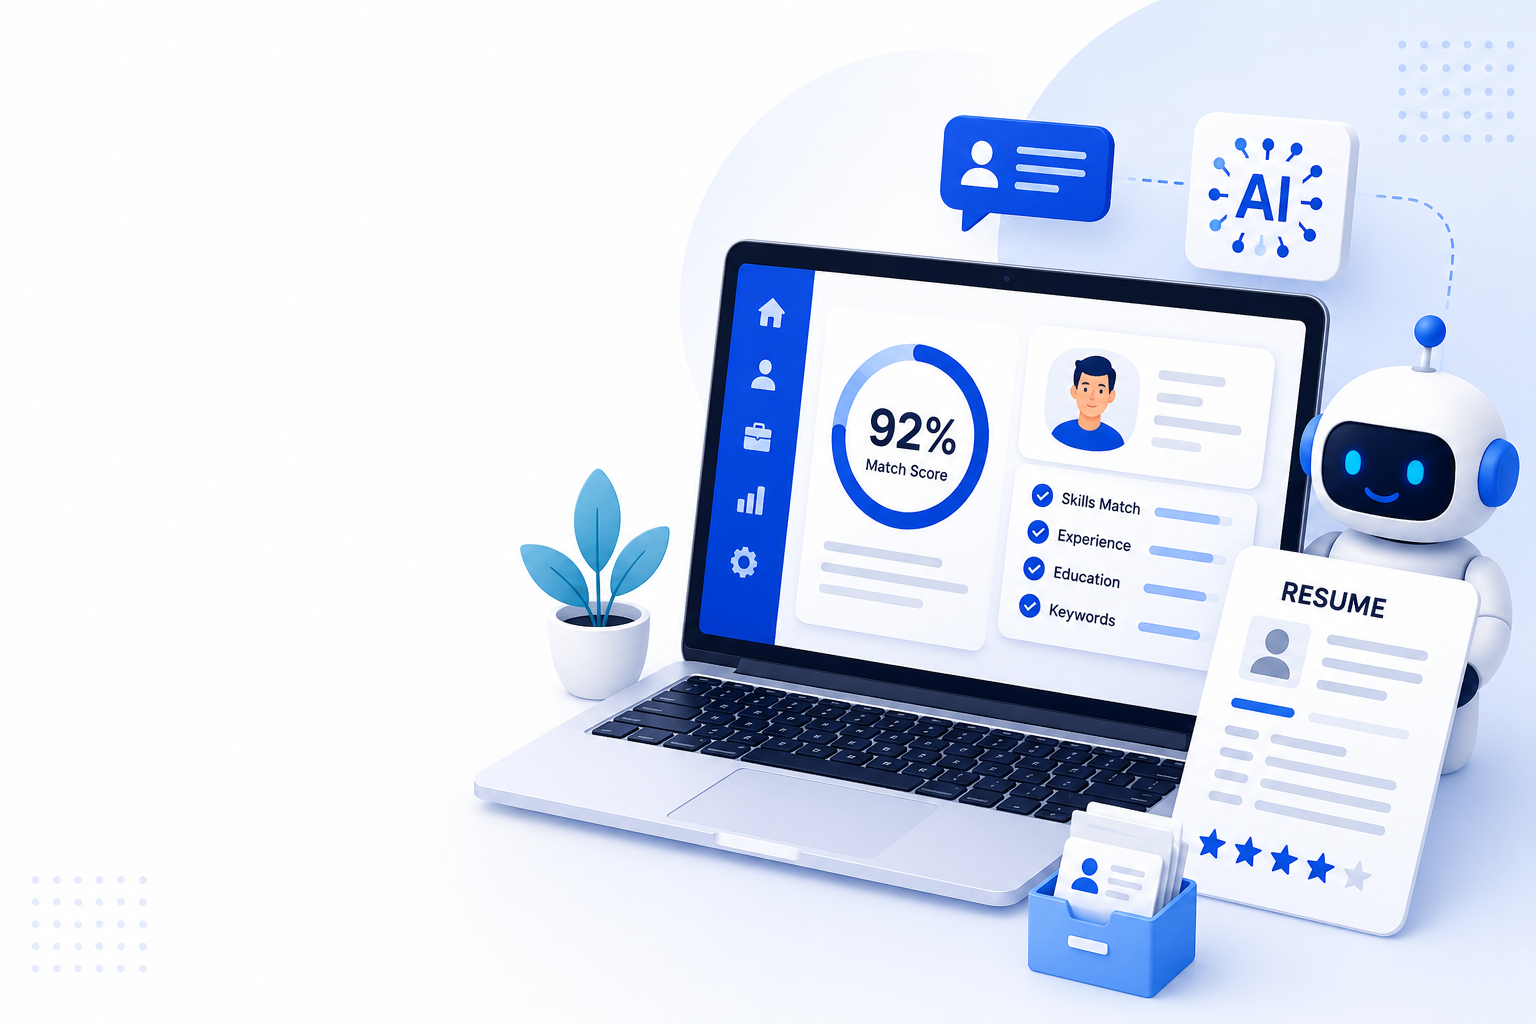 AI
92%
Match Score
Skills Match
Experience
Education
Keywords
RESUME